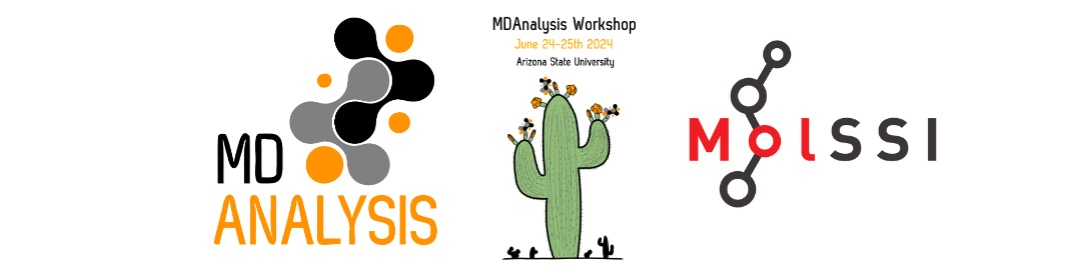 MD
ANALYSIS
MDAnalysis Workshop
June 24-25th 2024
Arizona State University
MolSSI